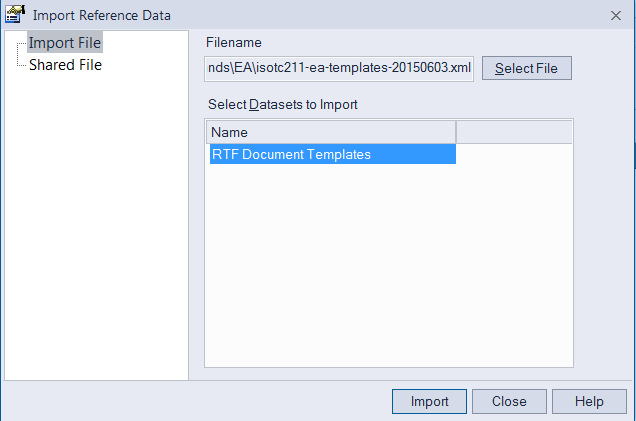 Import Reference Data
Import File
Shared File
Filename
nds\EA\isotc211-ea-templates-20150603.xml
Select File
Select Datasets to Import
Name
RTF Document Templates
Import
Close
Help